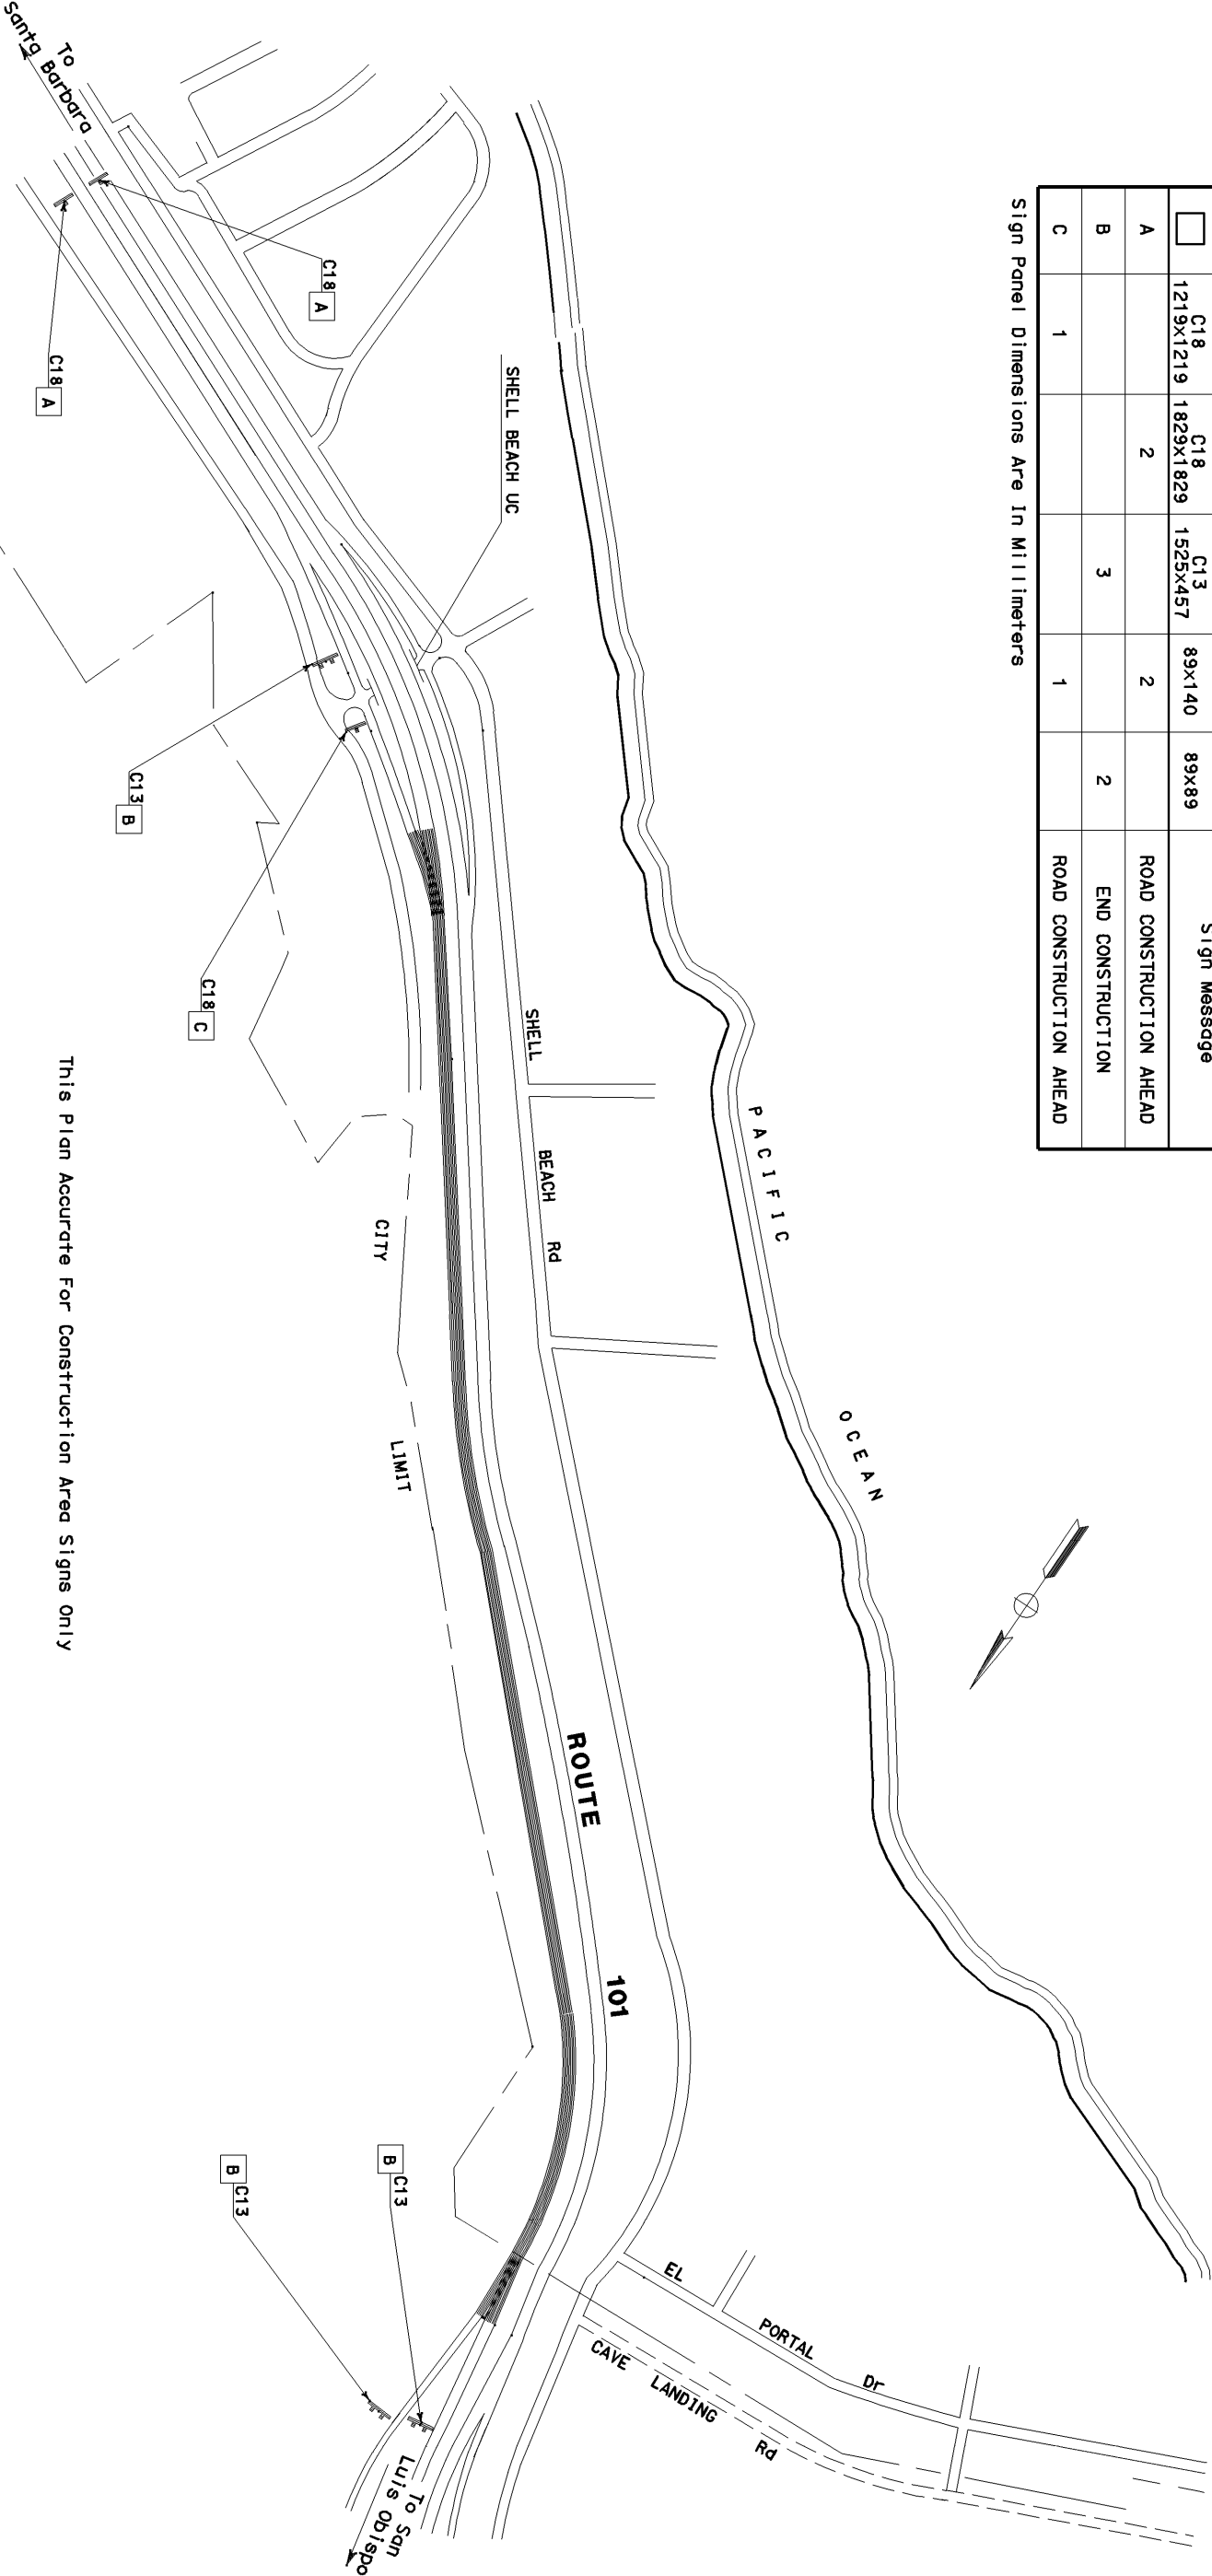 Sign Message
C18
1219x1219
C18
1829x1829
C13
1525x457
89x140
89x89
A 2 2 ROAD CONSTRUCTION AHEAD
B 3 2 END CONSTRUCTION
C 1 1 ROAD CONSTRUCTION AHEAD
Sign Panel Dimensions Are In Millimeters
PACIFIC
OCEAN
SHELL BEACH UC
SHELL
BEACH
Rd
To
Santa Barbara
C18
A
C18
A
C13
B
C18
C
CITY
LIMIT
ROUTE
101
EL
PORTAL
Dr
CAVE
LANDING
Rd
B
C13
B
C13
To San
Luis Obispo
This Plan Accurate For Construction Area Signs Only